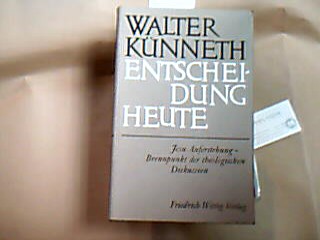 WALTER
KÜNNETH
ENTSCHEI-
DUNG
HEUTE
Jesu Auferstehung –
Brennpunkt der theologischen
Diskussion
Friedrich Wittig Verlag